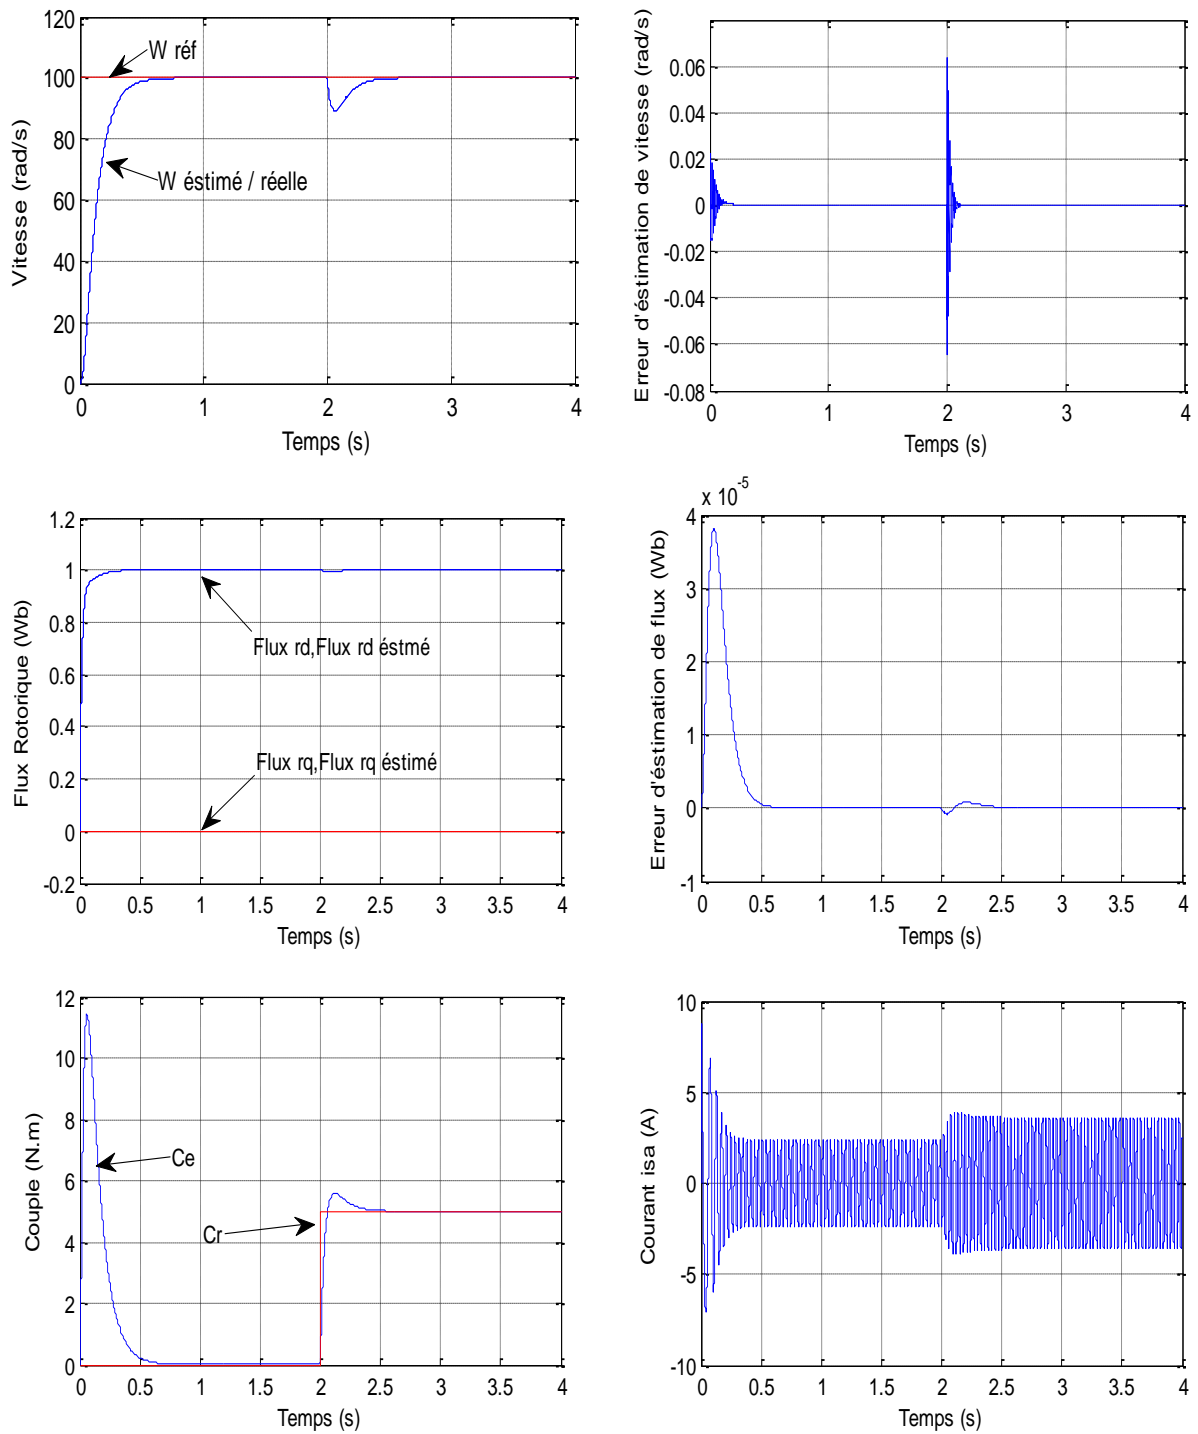 120
100
80
60
40
20
0
Vitesse (rad/s)
W réf
W éstimé / réelle
0 1 2 3 4
Temps (s)
0.06
0.04
0.02
0
-0.02
-0.04
-0.06
-0.08
Erreur d'éstimation de vitesse (rad/s)
0 1 2 3 4
Temps (s)
1.2
1
0.8
0.6
0.4
0.2
0
-0.2
Flux Rotorique (Wb)
Flux rd,Flux rd éstmé
Flux rq,Flux rq éstimé
0 0.5 1 1.5 2 2.5 3 3.5 4
Temps (s)
x 10^-5
4
3
2
1
0
-1
Erreur d'éstimation de flux (Wb)
0 0.5 1 1.5 2 2.5 3 3.5 4
Temps (s)
12
10
8
6
4
2
0
Couple (N.m)
Ce
Cr
0 0.5 1 1.5 2 2.5 3 3.5 4
Temps (s)
10
5
0
-5
-10
Courant isa (A)
0 0.5 1 1.5 2 2.5 3 3.5 4
Temps (s)